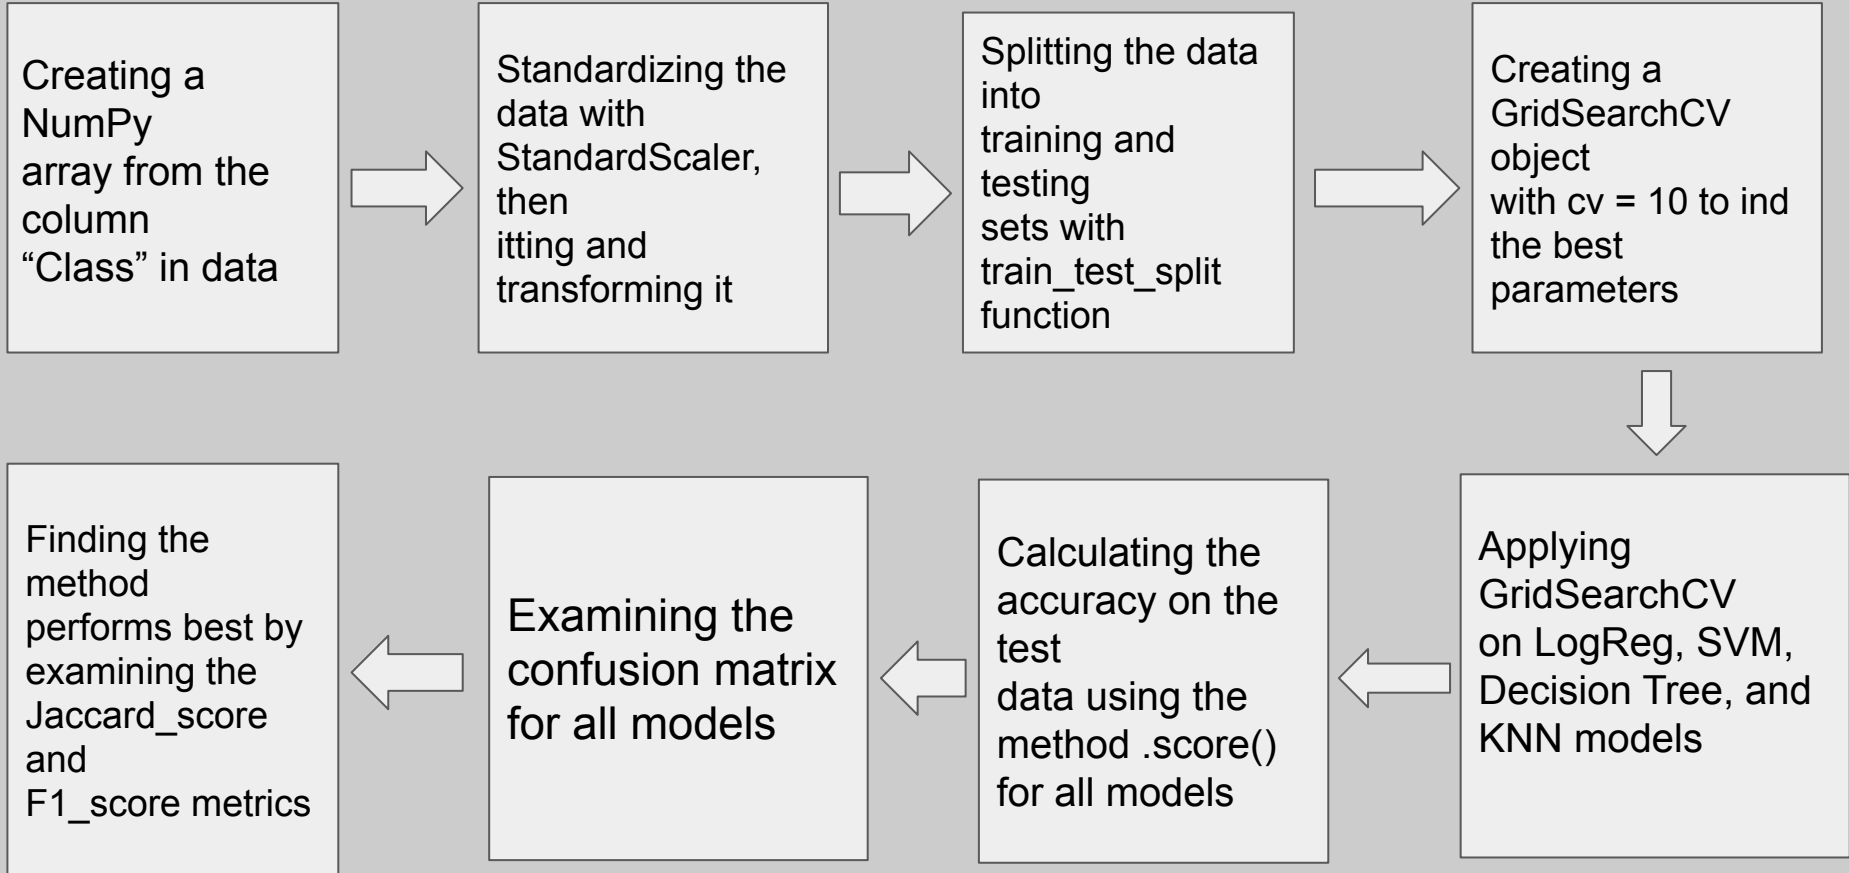 Creating a
NumPy
array from the
column
“Class” in data
Standardizing the
data with
StandardScaler,
then
itting and
transforming it
Splitting the data
into
training and
testing
sets with
train_test_split
function
Creating a
GridSearchCV
object
with cv = 10 to ind
the best
parameters
Applying
GridSearchCV
on LogReg, SVM,
Decision Tree, and
KNN models
Calculating the
accuracy on the
test
data using the
method .score()
for all models
Examining the
confusion matrix
for all models
Finding the
method
performs best by
examining the
Jaccard_score
and
F1_score metrics